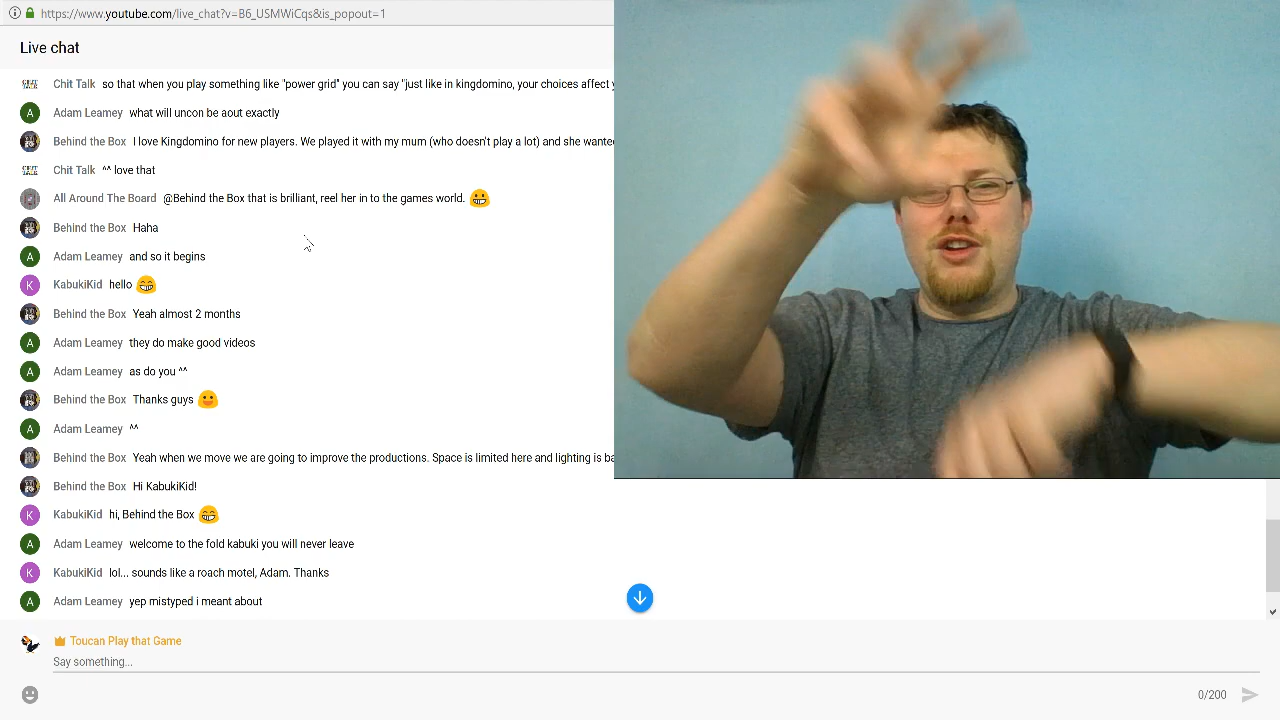 https://www.youtube.com/live_chat?v=B6_USMWiCqs&is_popout=1
Live chat
Chit Talk so that when you play something like "power grid" you can say "just like in kingdomino, your choices affect
Adam Leamey what will uncon be aout exactly
Behind the Box I love Kingdomino for new players. We played it with my mum (who doesn't play a lot) and she wante
Chit Talk ^^ love that
All Around The Board @Behind the Box that is brilliant, reel her in to the games world. 😀
Behind the Box Haha
Adam Leamey and so it begins
K KabukiKid hello 😁
Behind the Box Yeah almost 2 months
Adam Leamey they do make good videos
A Adam Leamey as do you ^^
Behind the Box Thanks guys 😃
A Adam Leamey ^^
Behind the Box Yeah when we move we are going to improve the productions. Space is limited here and lighting is ba
Behind the Box Hi KabukiKid!
K KabukiKid hi, Behind the Box 😁
A Adam Leamey welcome to the fold kabuki you will never leave
K KabukiKid lol... sounds like a roach motel, Adam. Thanks
A Adam Leamey yep mistyped i meant about
Toucan Play that Game
Say something...
0/200